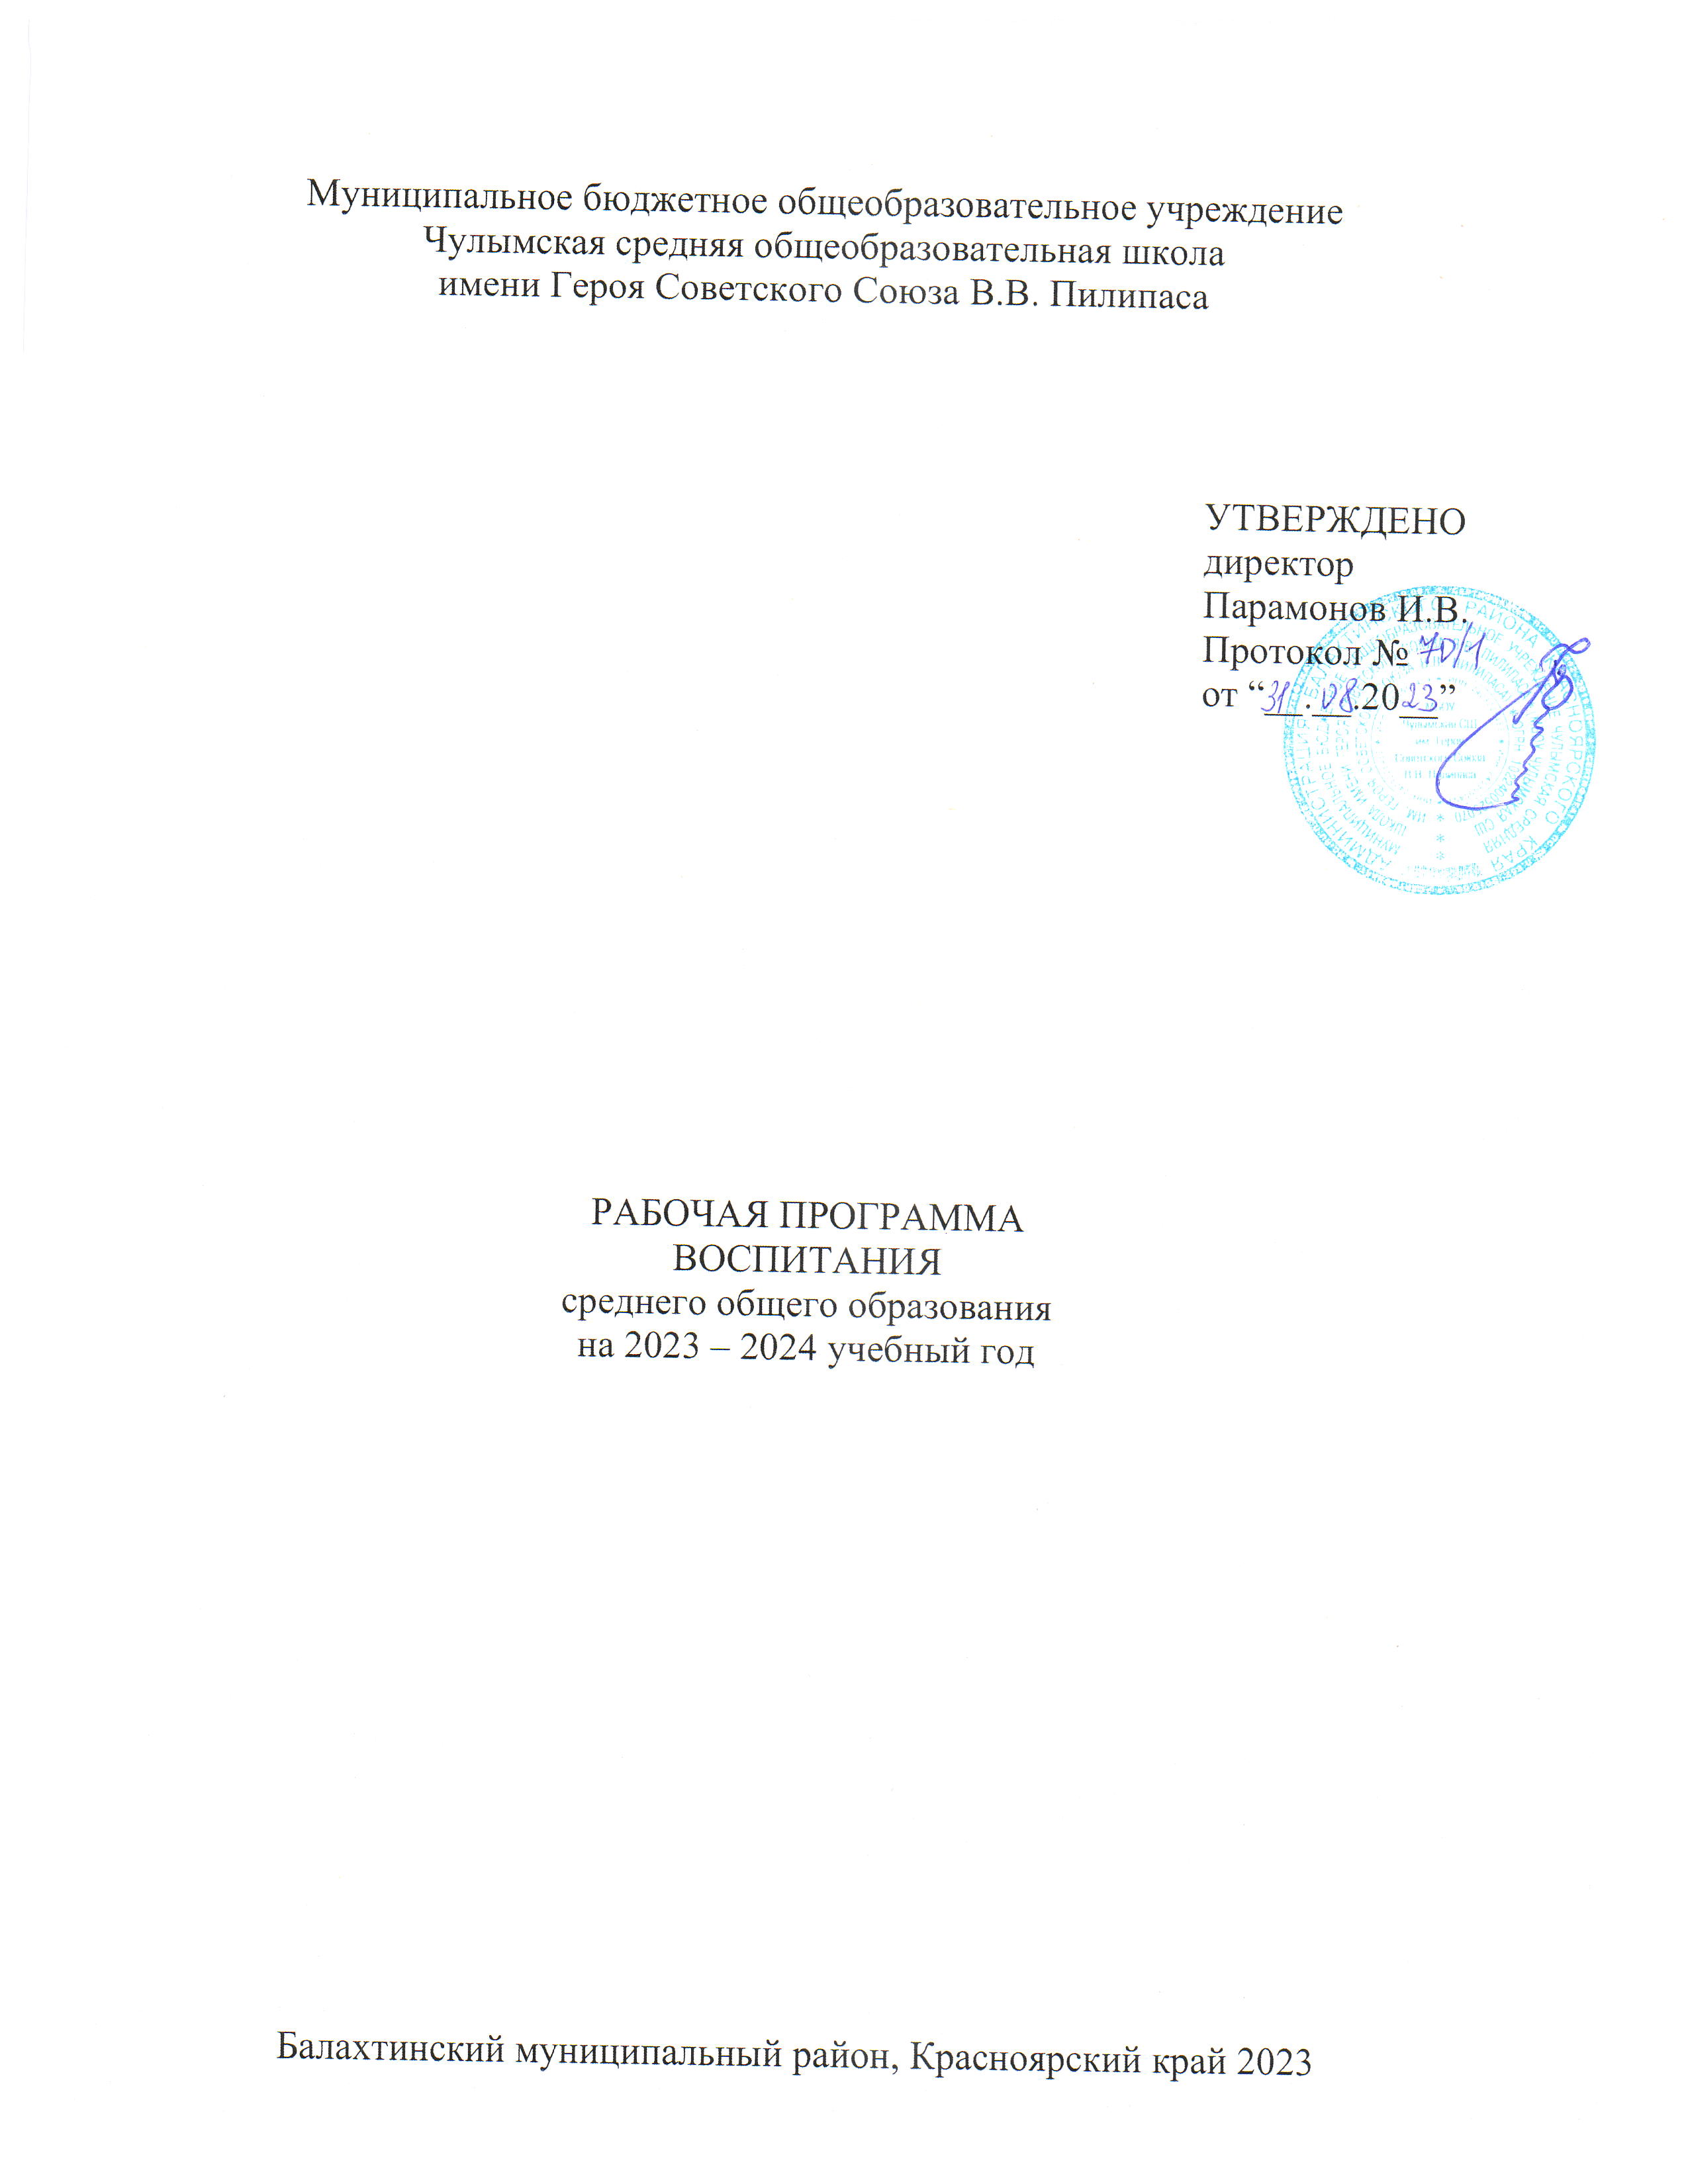 Муниципальное бюджетное общеобразовательное учреждение
Чулымская средняя общеобразовательная школа
имени Героя Советского Союза В.В. Пилипаса
УТВЕРЖДЕНО
директор
Парамонов И.В.
Протокол № 70/1
от “31.08.2023”
РАБОЧАЯ ПРОГРАММА
ВОСПИТАНИЯ
среднего общего образования
на 2023 – 2024 учебный год
Балахтинский муниципальный район, Красноярский край 2023